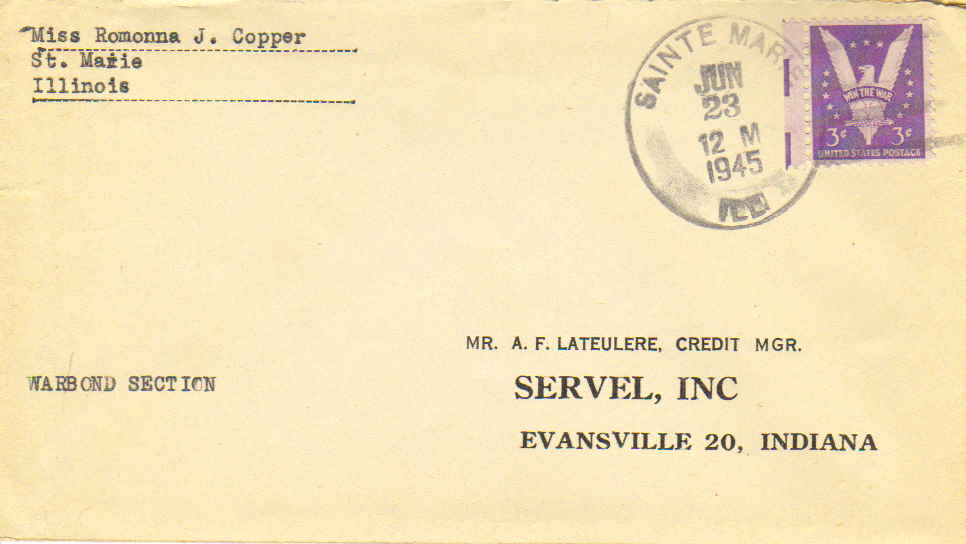 Miss Romonna J. Copper
St. Marie
Illinois
SAINTE MARIE
JUN
23
12 M
1945
ILL
WIN THE WAR
3¢ 3¢
UNITED STATES POSTAGE
MR. A. F. LATEULERE, CREDIT MGR.
WARBOND SECTION
SERVEL, INC
EVANSVILLE 20, INDIANA